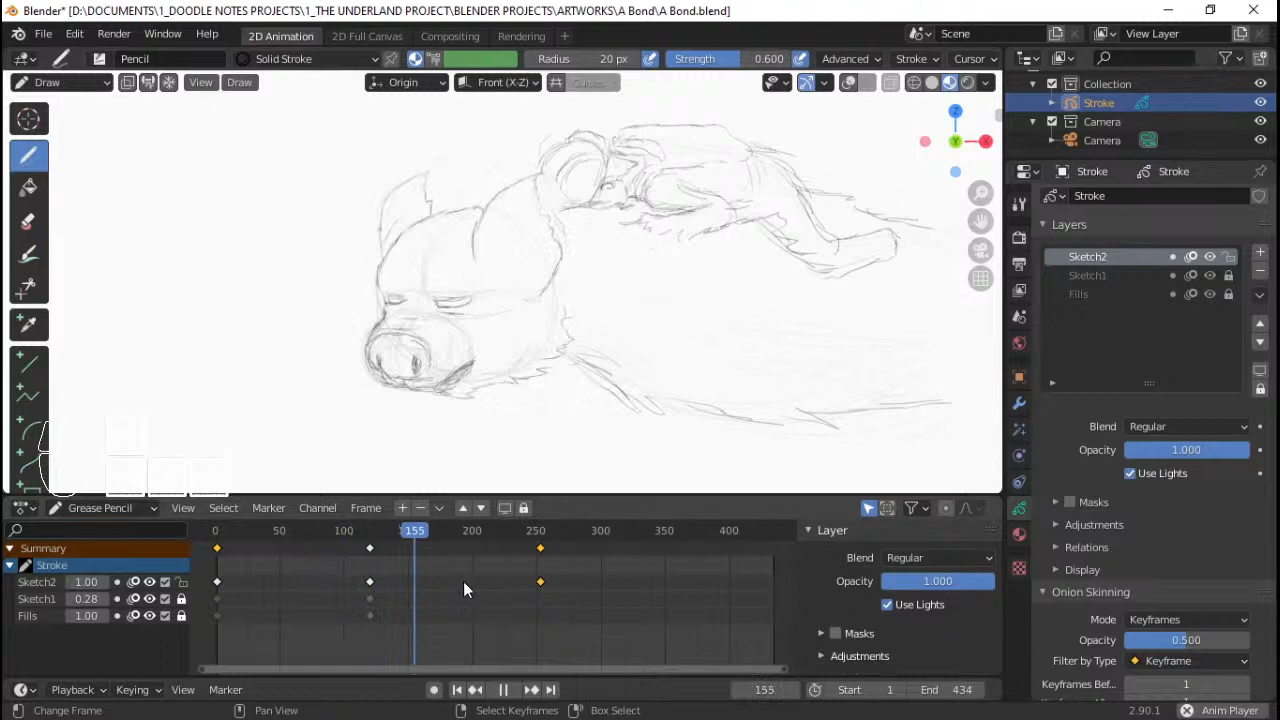 Blender* [D:\DOCUMENTS\1_DOODLE NOTES PROJECTS\1_THE UNDERLAND PROJECT\BLENDER PROJECTS\ARTWORKS\A Bond\A Bond.blend]
File Edit Render Window Help 2D Animation 2D Full Canvas Compositing Rendering Scene View Layer
Pencil Solid Stroke Radius 20 px Strength 0.600 Advanced Stroke Cursor
Draw View Draw Origin Front (X-Z) Guides
Collection
Stroke
Camera
Camera
Z
X
Y
Stroke Stroke
Stroke
Layers
Sketch2
Sketch1
Fills
Blend Regular
Opacity 1.000
Use Lights
Masks
Adjustments
Relations
Display
Onion Skinning
Mode Keyframes
Opacity 0.500
Filter by Type Keyframe
Keyframes Bef... 1
Grease Pencil View Select Marker Channel Frame
0 50 100 155 200 250 300 350 400
Summary
Stroke
Sketch2 1.00
Sketch1 0.28
Fills 1.00
Layer
Blend Regular
Opacity 1.000
Use Lights
Masks
Adjustments
Playback Keying View Marker 155 Start 1 End 434
Change Frame Pan View Select Keyframes Box Select 2.90.1 Anim Player